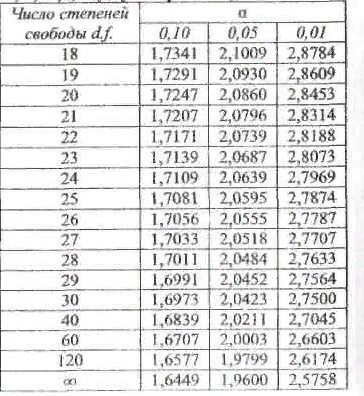 Число степеней α
свободы d.f. 0,10 0,05 0,01
18 1,7341 2,1009 2,8784
19 1,7291 2,0930 2,8609
20 1,7247 2,0860 2,8453
21 1,7207 2,0796 2,8314
22 1,7171 2,0739 2,8188
23 1,7139 2,0687 2,8073
24 1,7109 2,0639 2,7969
25 1,7081 2,0595 2,7874
26 1,7056 2,0555 2,7787
27 1,7033 2,0518 2,7707
28 1,7011 2,0484 2,7633
29 1,6991 2,0452 2,7564
30 1,6973 2,0423 2,7500
40 1,6839 2,0211 2,7045
60 1,6707 2,0003 2,6603
120 1,6577 1,9799 2,6174
∞ 1,6449 1,9600 2,5758